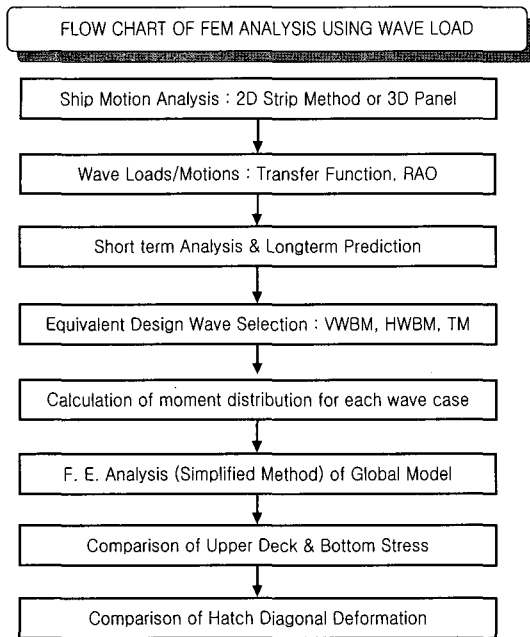 FLOW CHART OF FEM ANALYSIS USING WAVE LOAD
Ship Motion Analysis : 2D Strip Method or 3D Panel
Wave Loads/Motions : Transfer Function, RAO
Short term Analysis & Longterm Prediction
Equivalent Design Wave Selection : VWBM, HWBM, TM
Calculation of moment distribution for each wave case
F. E. Analysis (Simplified Method) of Global Model
Comparison of Upper Deck & Bottom Stress
Comparison of Hatch Diagonal Deformation